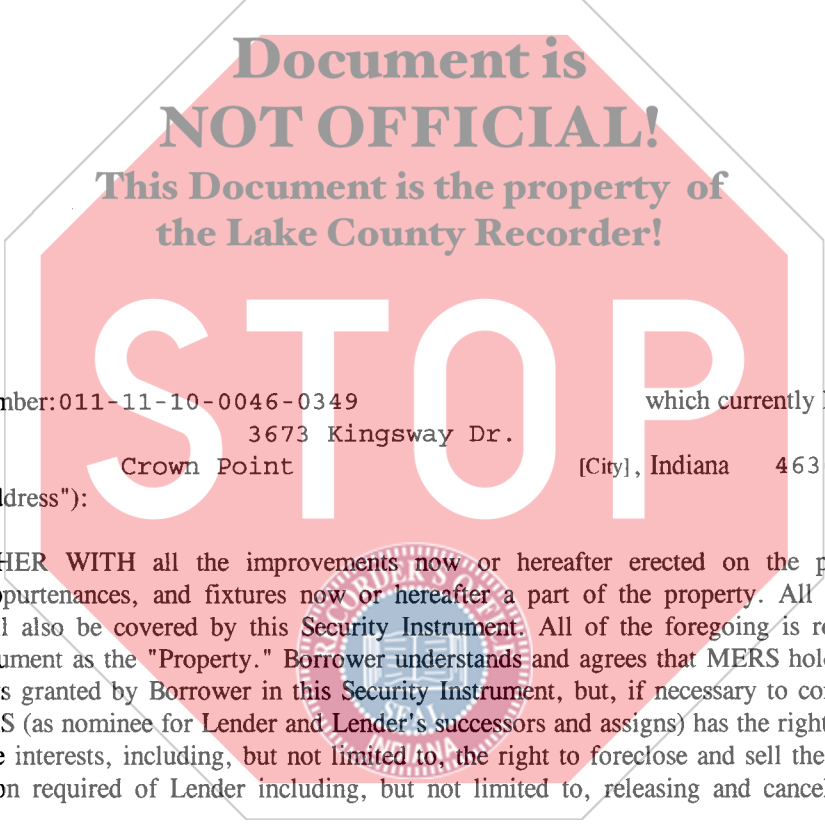 Document is
NOT OFFICIAL!
This Document is the property of
the Lake County Recorder!
STOP
mber:011-11-10-0046-0349 which currently
3673 Kingsway Dr.
Crown Point [City], Indiana 463
ddress"):
HER WITH all the improvements now or hereafter erected on the p
ppurtenances, and fixtures now or hereafter a part of the property. All
l also be covered by this Security Instrument. All of the foregoing is re
ument as the "Property." Borrower understands and agrees that MERS hol
s granted by Borrower in this Security Instrument, but, if necessary to co
S (as nominee for Lender and Lender's successors and assigns) has the right
e interests, including, but not limited to, the right to foreclose and sell the
on required of Lender including, but not limited to, releasing and cancel
RECORDER'S OFFICE
SEAL
INDIANA